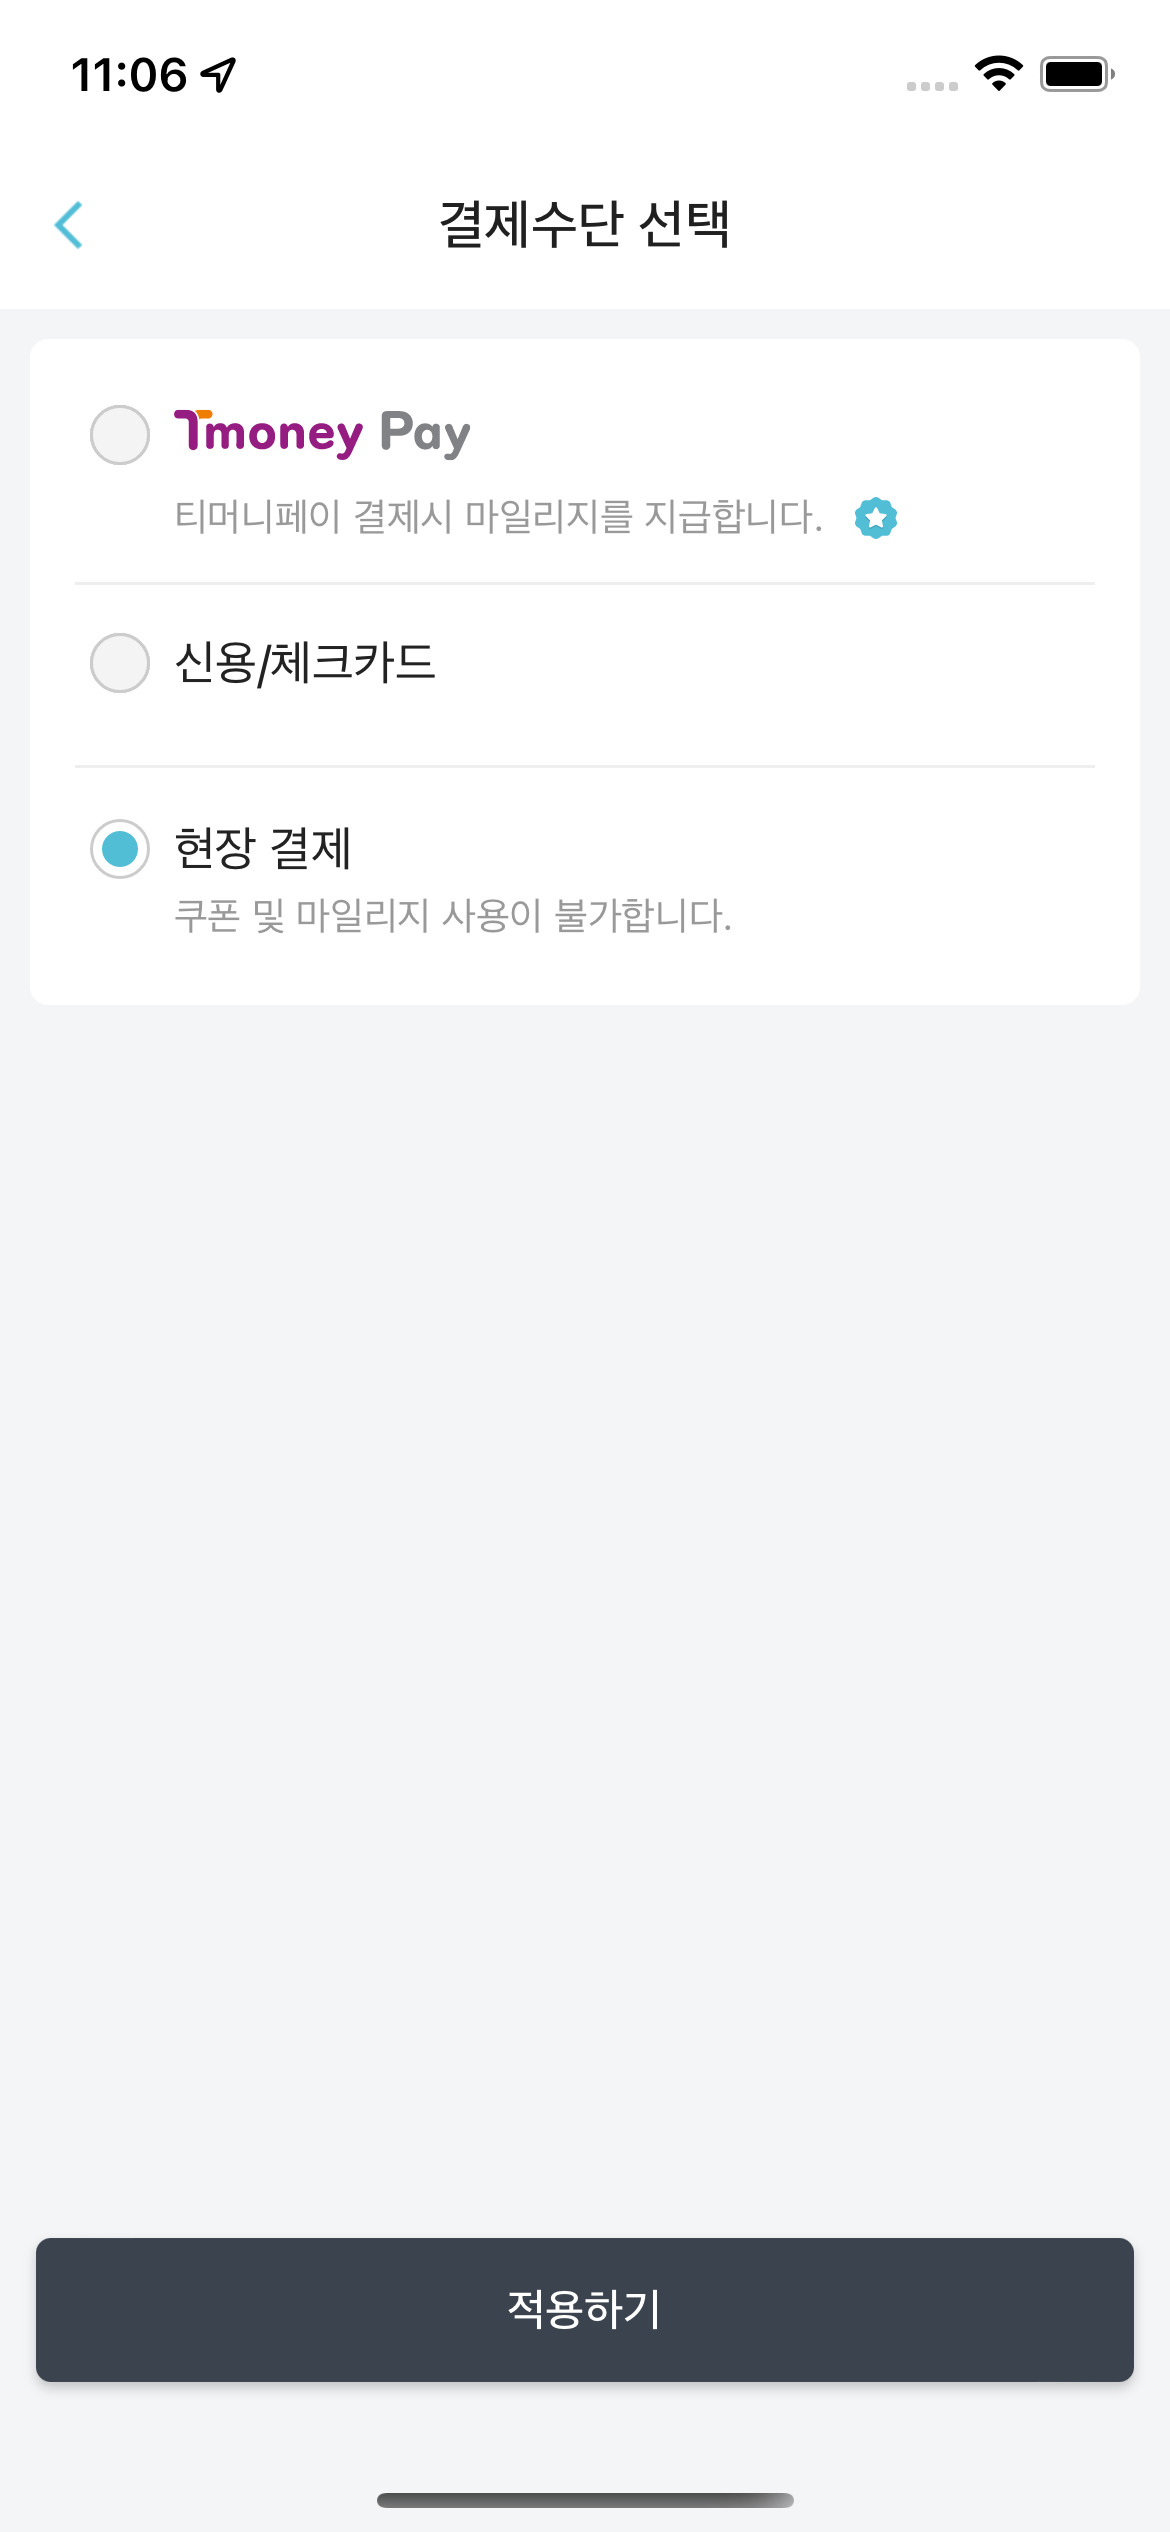 11:06
결제수단 선택
Tmoney Pay
티머니페이 결제시 마일리지를 지급합니다.
신용/체크카드
현장 결제
쿠폰 및 마일리지 사용이 불가합니다.
적용하기